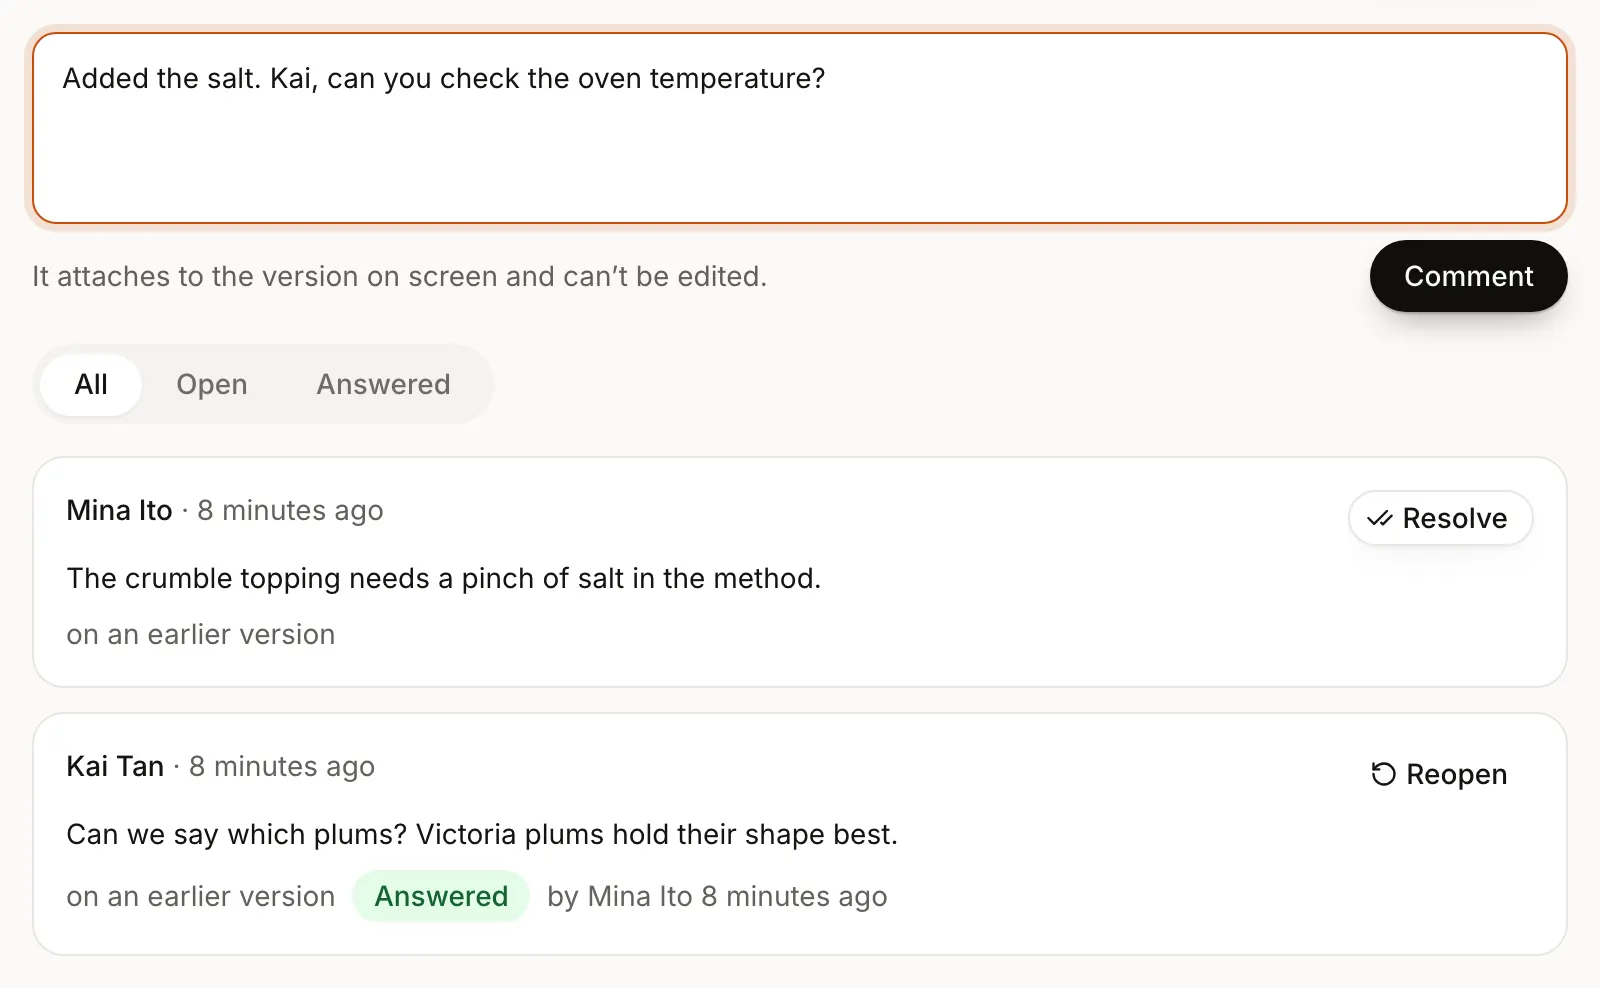 Added the salt. Kai, can you check the oven temperature?
It attaches to the version on screen and can’t be edited.
Comment
All
Open
Answered
Mina Ito · 8 minutes ago
Resolve
The crumble topping needs a pinch of salt in the method.
on an earlier version
Kai Tan · 8 minutes ago
Reopen
Can we say which plums? Victoria plums hold their shape best.
on an earlier version Answered by Mina Ito 8 minutes ago